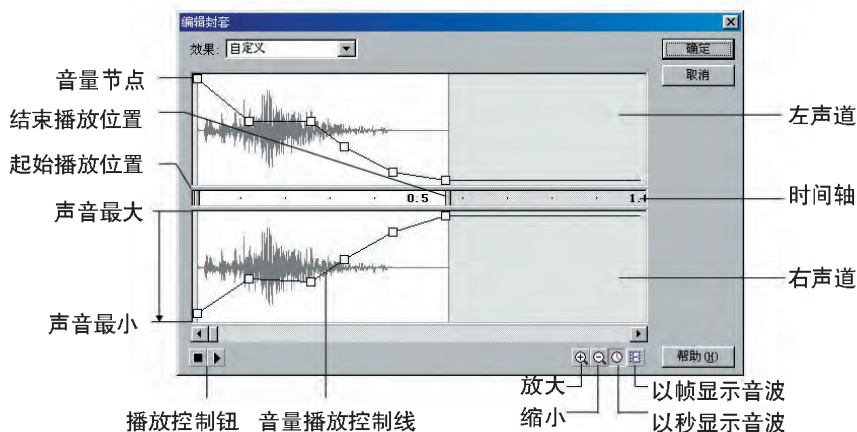 编辑封套
效果: 自定义
确定
取消
音量节点
结束播放位置
起始播放位置
声音最大
声音最小
左声道
时间轴
右声道
0.5
1.4
帮助(H)
放大
缩小
以帧显示音波
以秒显示音波
播放控制钮
音量播放控制线